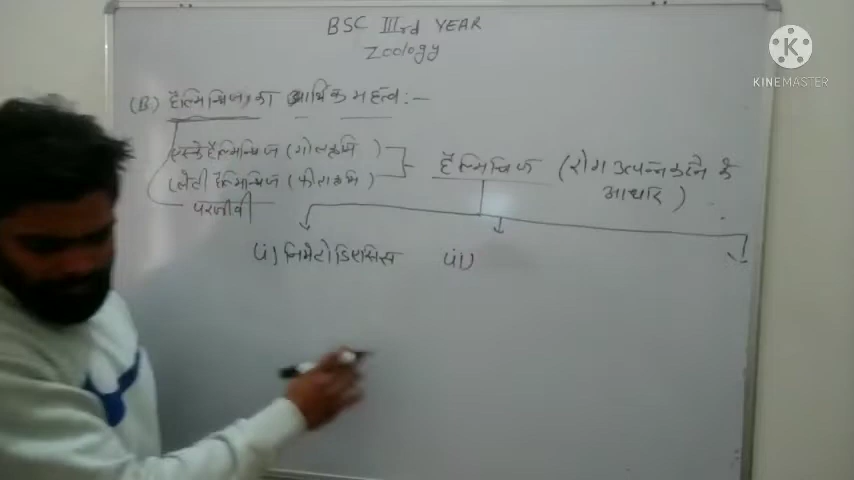 BSC IIIrd YEAR
Zoology
(B.) हैल्मिन्थिज का आर्थिक महत्व :-
एस्केहैल्मिन्थिज (गोलकृमि)
प्लेटीहैल्मिन्थिज (फीताकृमि)
हैल्मिन्थिज (रोग उत्पन्न करने के
आधार)
परजीवी
(i) निमेटोडिएसिस (ii)
K
KINEMASTER